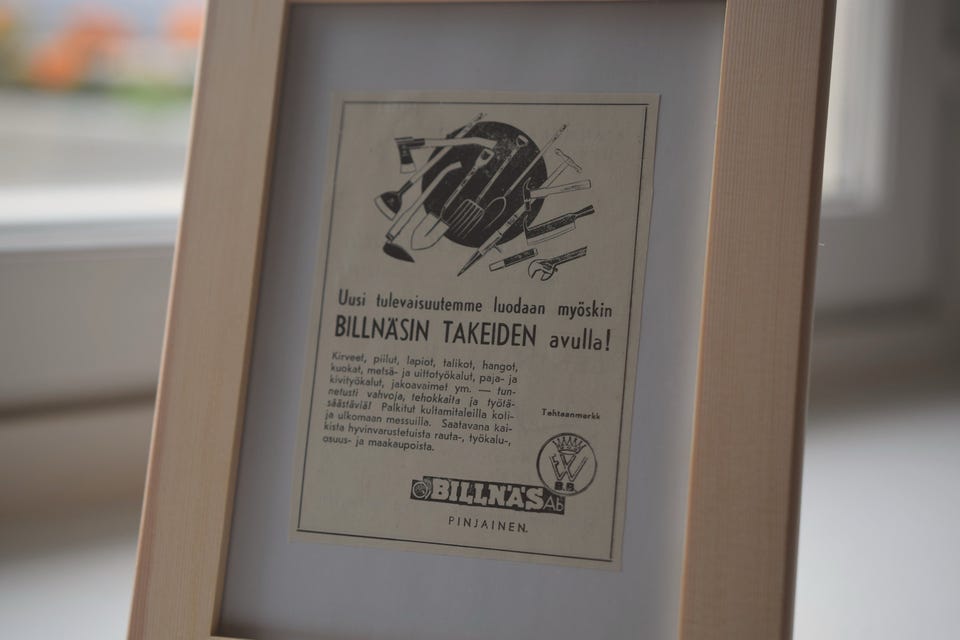 Uusi tulevaisuutemme luodaan myöskin
BILLNÄSIN TAKEIDEN avulla!
Kirveet, piilut, lapiot, talikot, hangot,
kuokat, metsä- ja uittotyökalut, paja- ja
kivityökalut, jakoavaimet ym. — tun-
netusti vahvoja, tehokkaita ja työtä-
säästäviä! Palkitut kultamitaleilla koti-
ja ulkomaan messuilla. Saatavana kai-
kista hyvinvarustetuista rauta-, työkalu-,
osuus- ja maakaupoista.
Tehtaanmerkki
W
B.B
BILLNÄS AB
PINJAINEN.